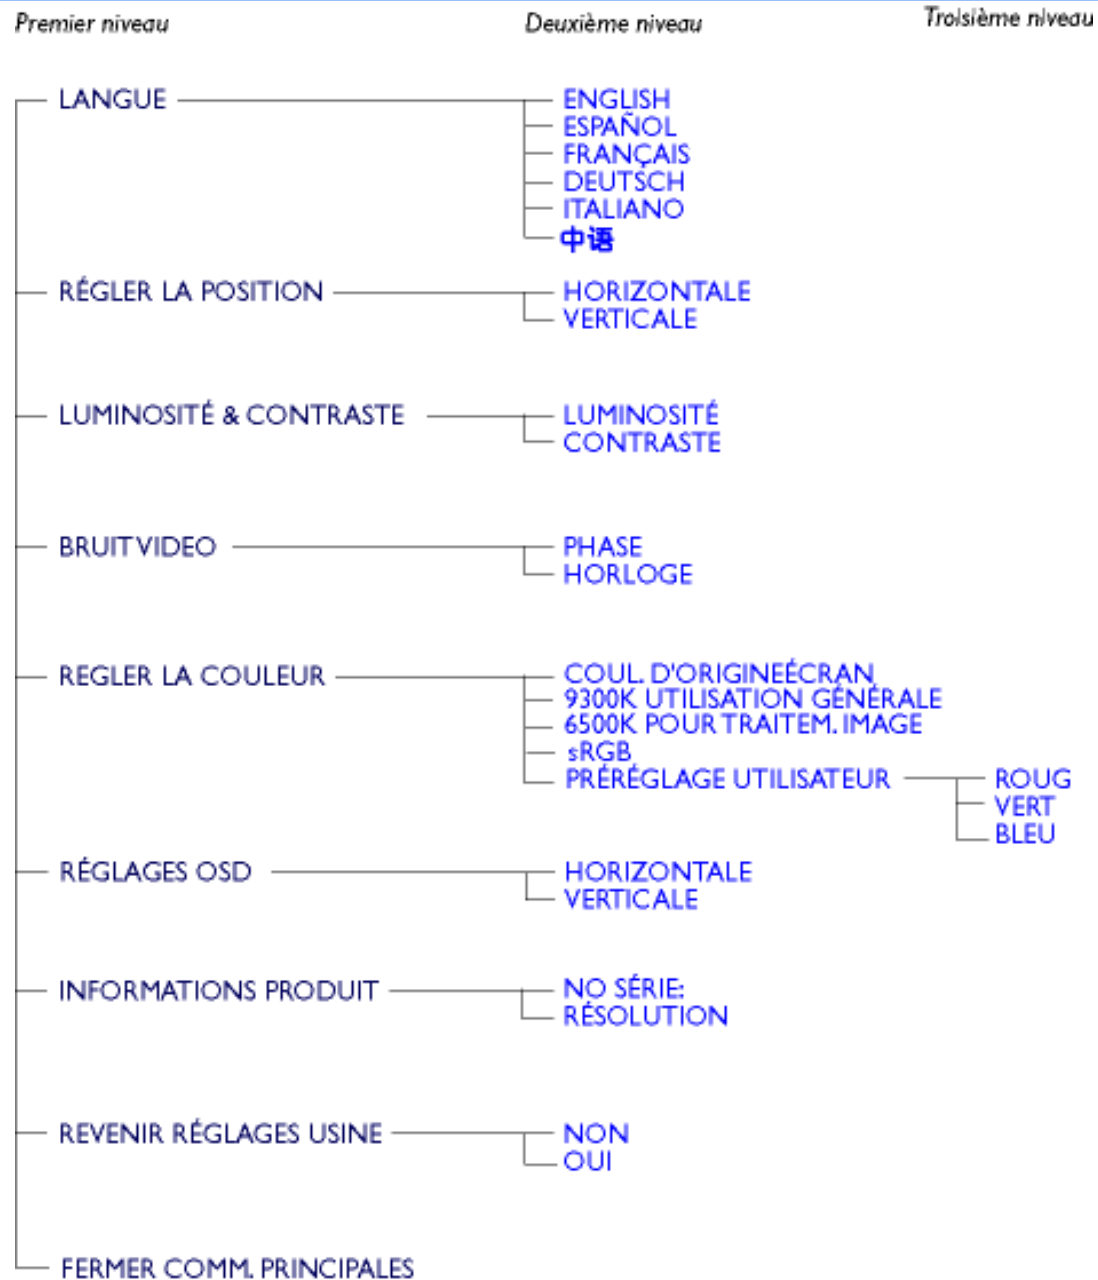 Premier niveau
Deuxième niveau
Troisième niveau
LANGUE
ENGLISH
ESPAÑOL
FRANÇAIS
DEUTSCH
ITALIANO
中语
RÉGLER LA POSITION
HORIZONTALE
VERTICALE
LUMINOSITÉ & CONTRASTE
LUMINOSITÉ
CONTRASTE
BRUIT VIDEO
PHASE
HORLOGE
REGLER LA COULEUR
COUL. D'ORIGINEÉCRAN
9300K UTILISATION GÉNÉRALE
6500K POUR TRAITEM. IMAGE
sRGB
PRÉRÉGLAGE UTILISATEUR
ROUG
VERT
BLEU
RÉGLAGES OSD
HORIZONTALE
VERTICALE
INFORMATIONS PRODUIT
NO SÉRIE:
RÉSOLUTION
REVENIR RÉGLAGES USINE
NON
OUI
FERMER COMM. PRINCIPALES